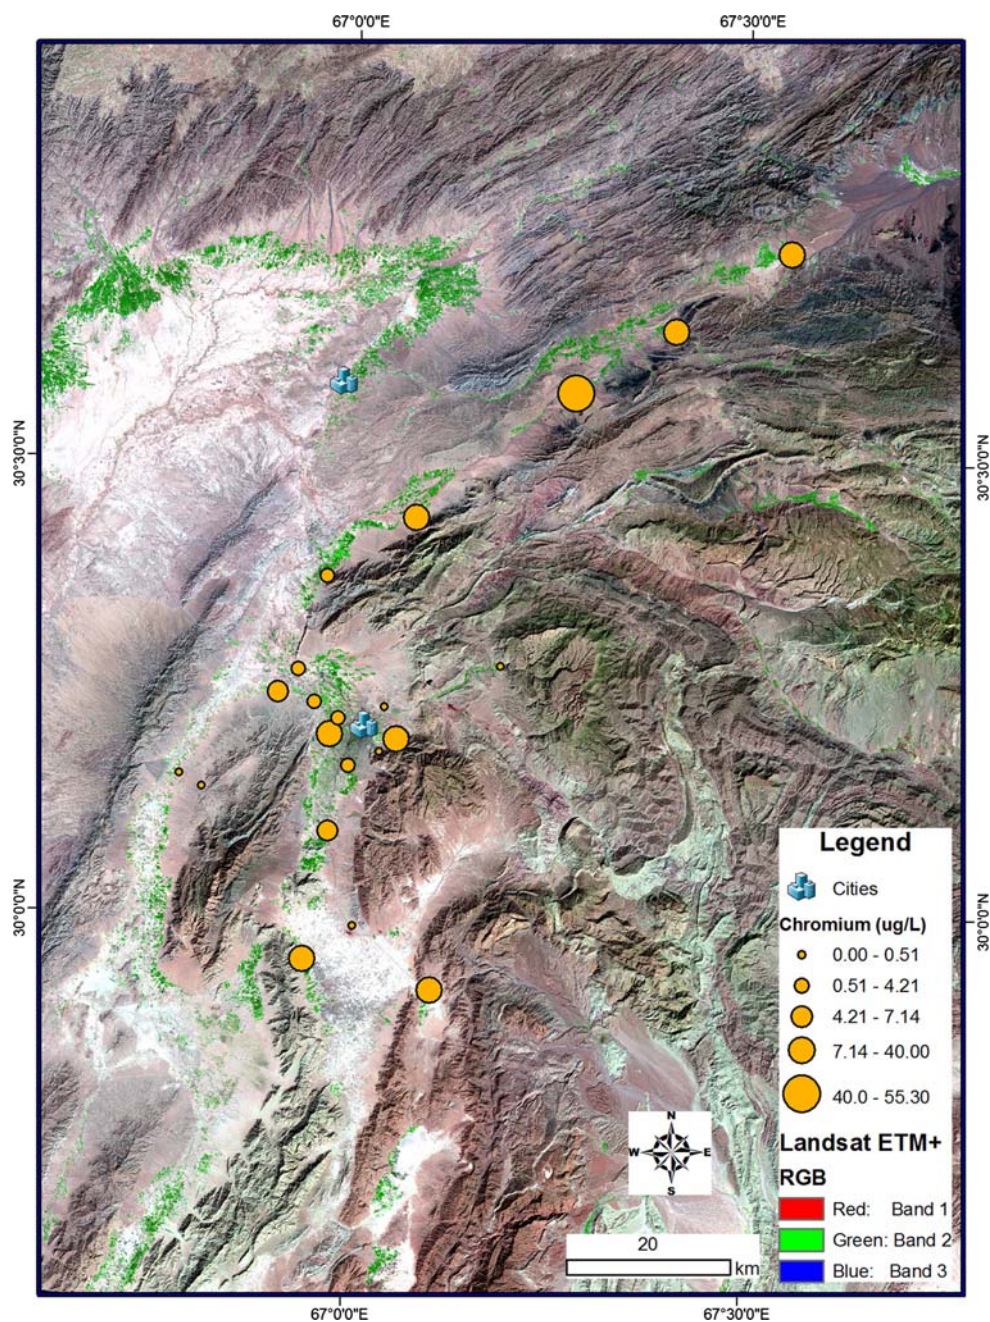 67°0'0"E
67°30'0"E
30°30'0"N
30°30'0"N
30°0'0"N
30°0'0"N
Legend
Cities
Chromium (ug/L)
0.00 - 0.51
0.51 - 4.21
4.21 - 7.14
7.14 - 40.00
40.0 - 55.30
N
W
E
S
Landsat ETM+
RGB
Red: Band 1
Green: Band 2
Blue: Band 3
20
km
67°0'0"E
67°30'0"E